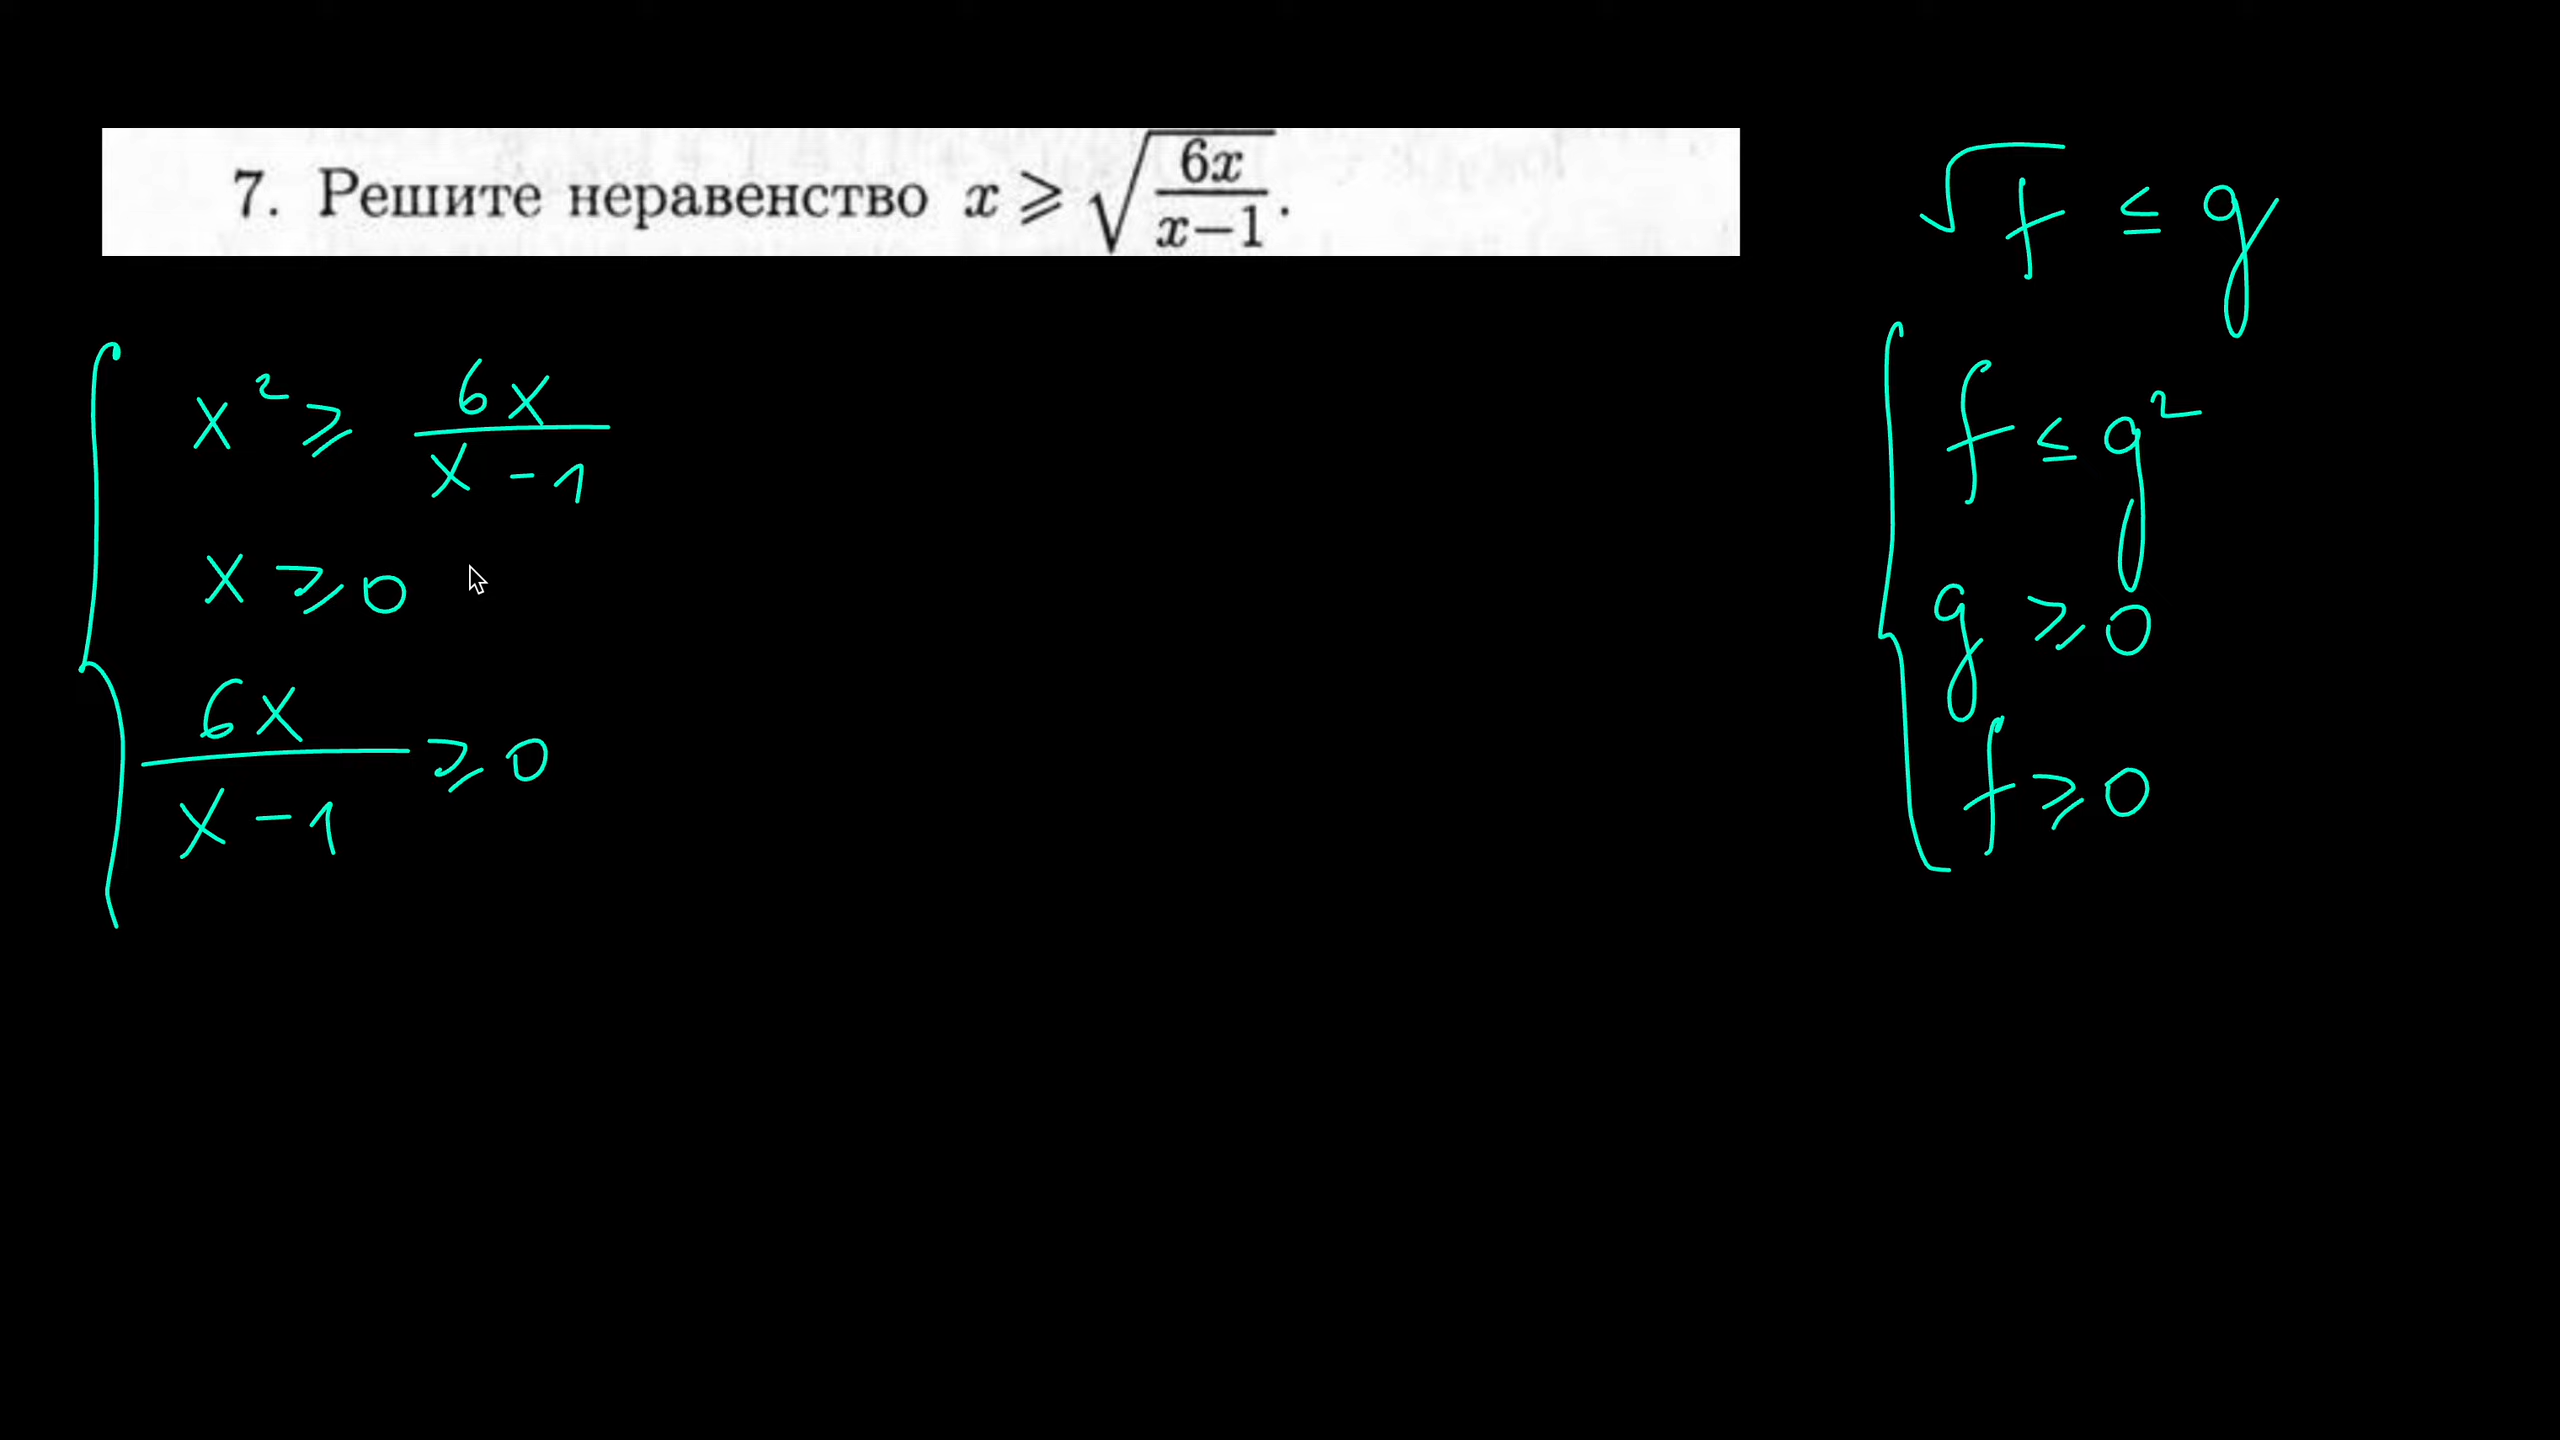 7. Решите неравенство x ⩾ √(6x/(x−1)).
x² ⩾ 6x/(x − 1)
x ⩾ 0
6x/(x − 1) ⩾ 0
√f ≤ g
f ≤ g²
g ⩾ 0
f ⩾ 0